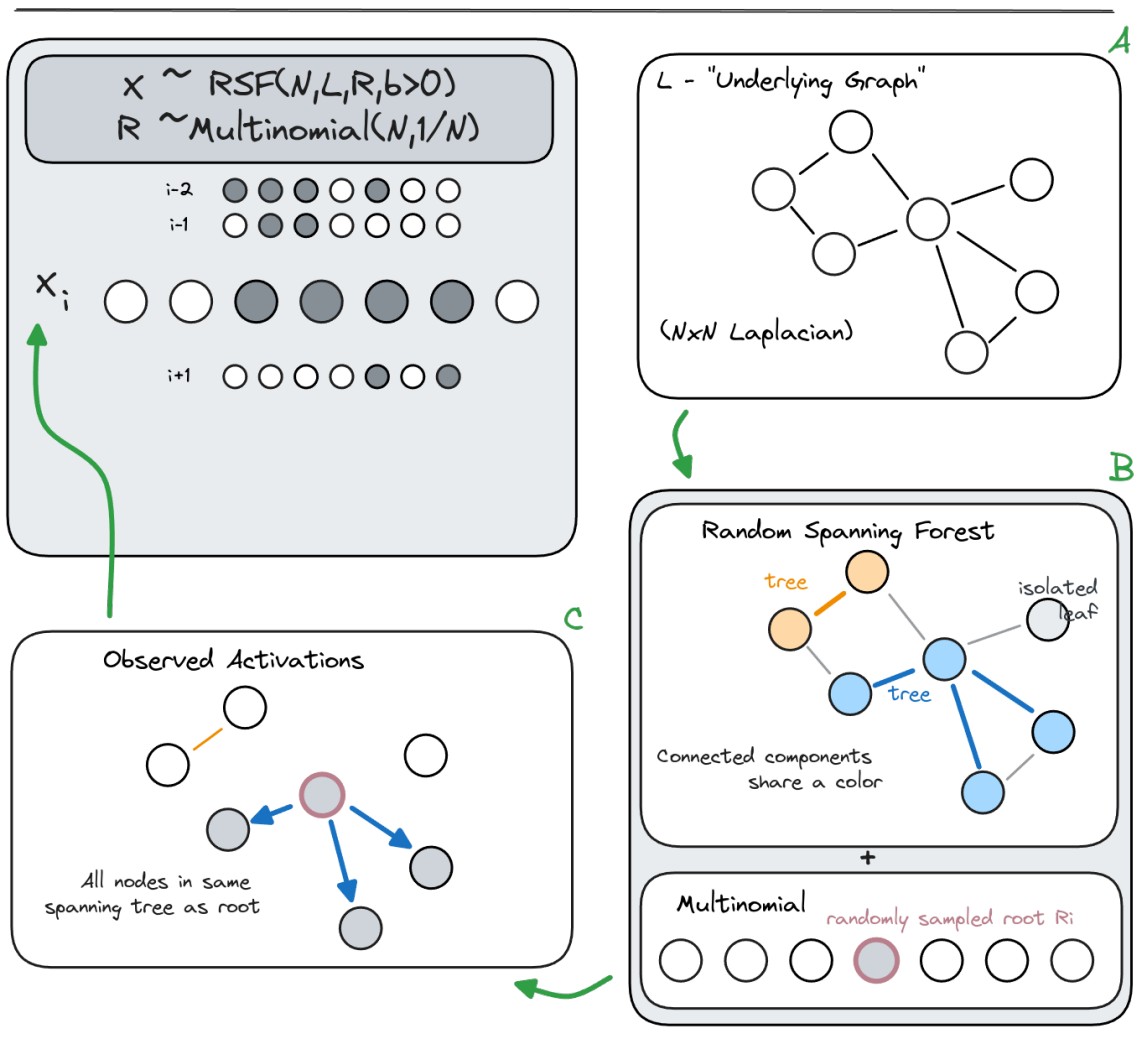 x ~ RSF(N,L,R,b>0)
R ~Multinomial(N,1/N)
i-2
i-1
xi
i+1
A
L - "Underlying Graph"
(NxN Laplacian)
B
Random Spanning Forest
tree
isolated
leaf
tree
Connected components
share a color
+
Multinomial
randomly sampled root Ri
C
Observed Activations
All nodes in same
spanning tree as root